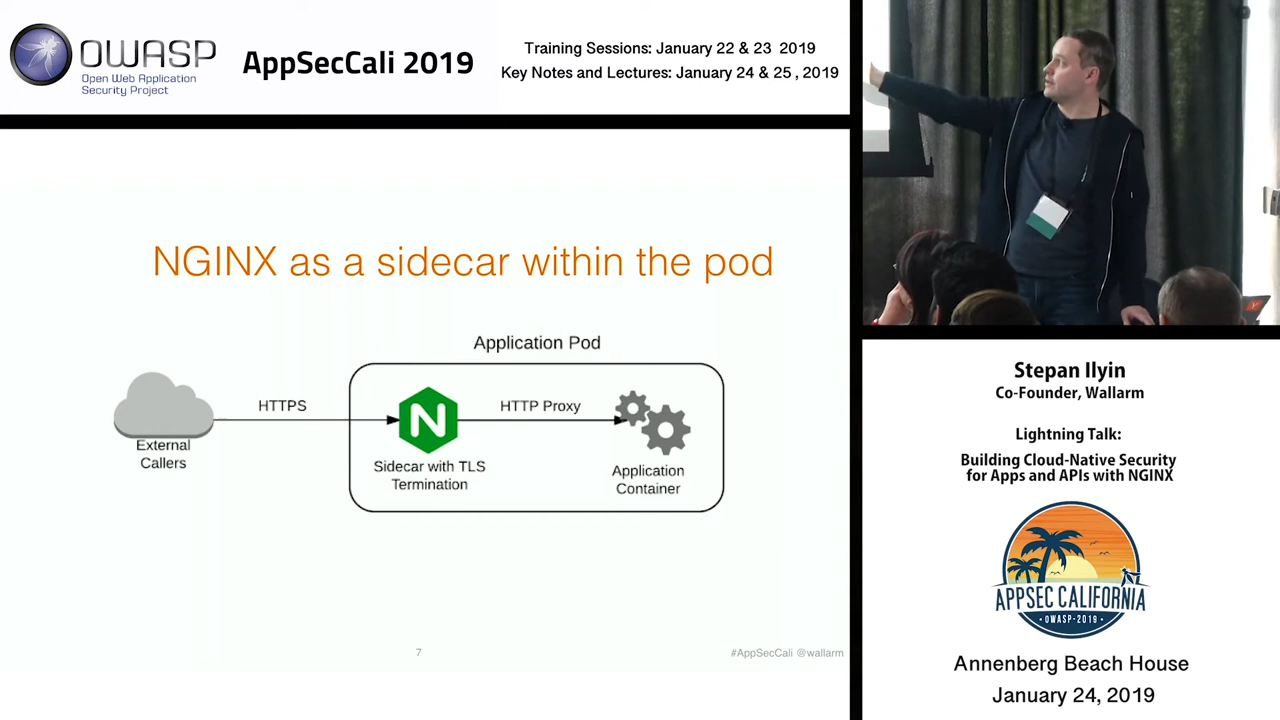 OWASP
Open Web Application
Security Project
AppSecCali 2019
Training Sessions: January 22 & 23 2019
Key Notes and Lectures: January 24 & 25 , 2019
NGINX as a sidecar within the pod
Application Pod
External
Callers
HTTPS
N
Sidecar with TLS
Termination
HTTP Proxy
Application
Container
7
#AppSecCali @wallarm
Stepan Ilyin
Co-Founder, Wallarm
Lightning Talk:
Building Cloud-Native Security
for Apps and APIs with NGINX
APPSEC CALIFORNIA
OWASP-2019
Annenberg Beach House
January 24, 2019